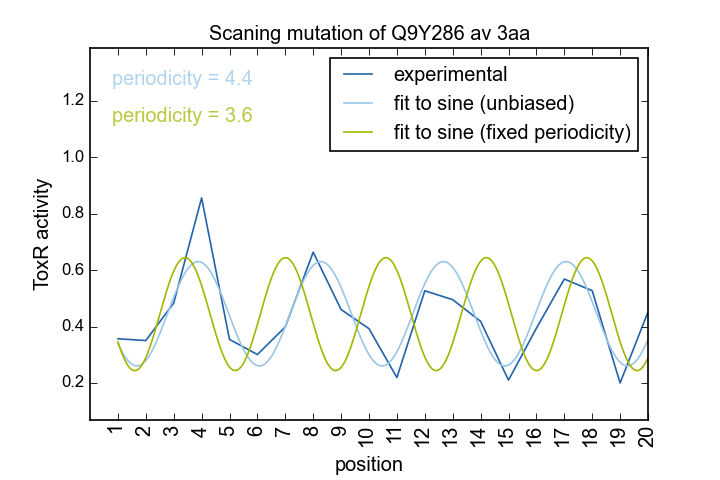 Scaning mutation of Q9Y286 av 3aa
periodicity = 4.4
periodicity = 3.6
experimental
fit to sine (unbiased)
fit to sine (fixed periodicity)
ToxR activity
1.2
1.0
0.8
0.6
0.4
0.2
1 2 3 4 5 6 7 8 9 10 11 12 13 14 15 16 17 18 19 20
position